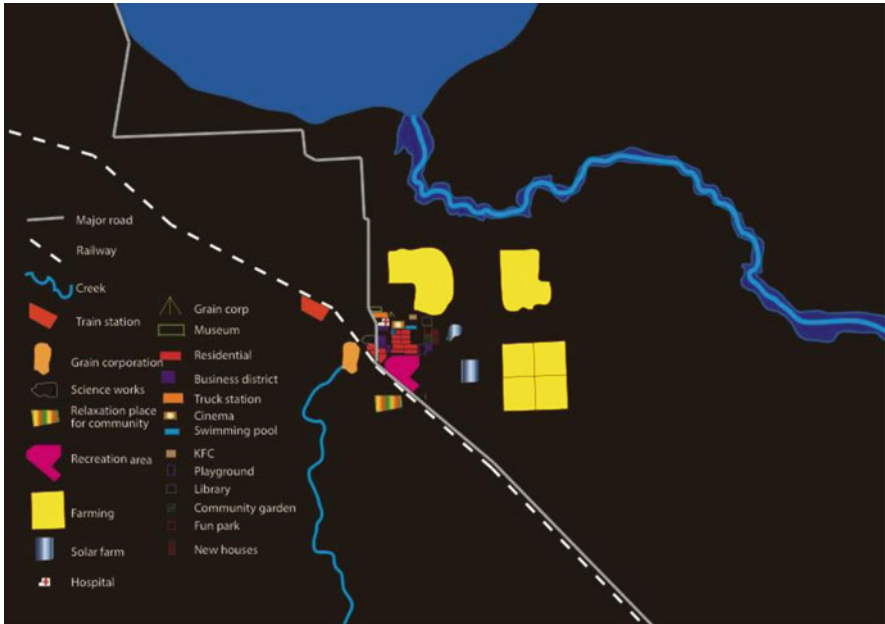 Major road
Railway
Creek
Train station
Grain corporation
Science works
Relaxation place
for community
Recreation area
Farming
Solar farm
Hospital
Grain corp
Museum
Residential
Business district
Truck station
Cinema
Swimming pool
KFC
Playground
Library
Community garden
Fun park
New houses